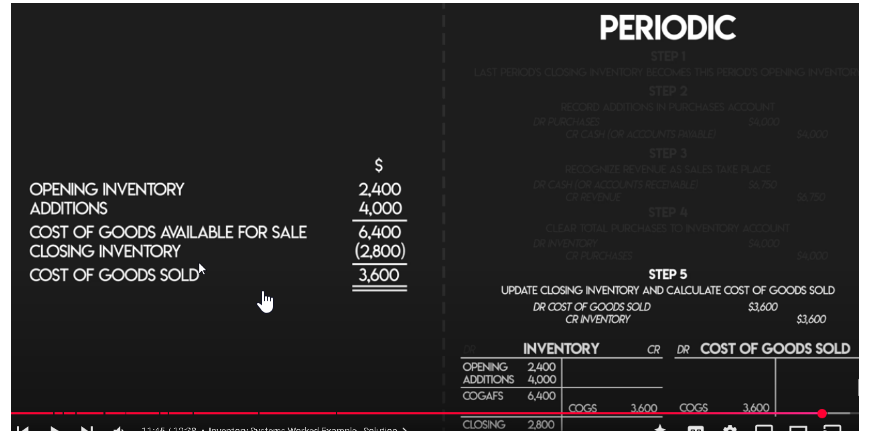 PERIODIC
STEP 1
LAST PERIOD'S CLOSING INVENTORY BECOMES THIS PERIOD'S OPENING INVENTOR
STEP 2
RECORD ADDITIONS IN PURCHASES ACCOUNT
DR PURCHASES $4,000
CR CASH (OR ACCOUNTS PAYABLE) $4,000
STEP 3
RECOGNIZE REVENUE AS SALES TAKE PLACE
DR CASH (OR ACCOUNTS RECEIVABLE) $6,750
CR REVENUE $6,750
STEP 4
CLEAR TOTAL PURCHASES TO INVENTORY ACCOUNT
DR INVENTORY $4,000
CR PURCHASES $4,000
STEP 5
UPDATE CLOSING INVENTORY AND CALCULATE COST OF GOODS SOLD
DR COST OF GOODS SOLD $3,600
CR INVENTORY $3,600
$
OPENING INVENTORY 2,400
ADDITIONS 4,000
COST OF GOODS AVAILABLE FOR SALE 6,400
CLOSING INVENTORY (2,800)
COST OF GOODS SOLD 3,600
DR INVENTORY CR DR COST OF GOODS SOLD
OPENING 2,400
ADDITIONS 4,000
COGAFS 6,400
COGS 3,600 COGS 3,600
CLOSING 2,800
Inventory Systems Worked Example - Solution